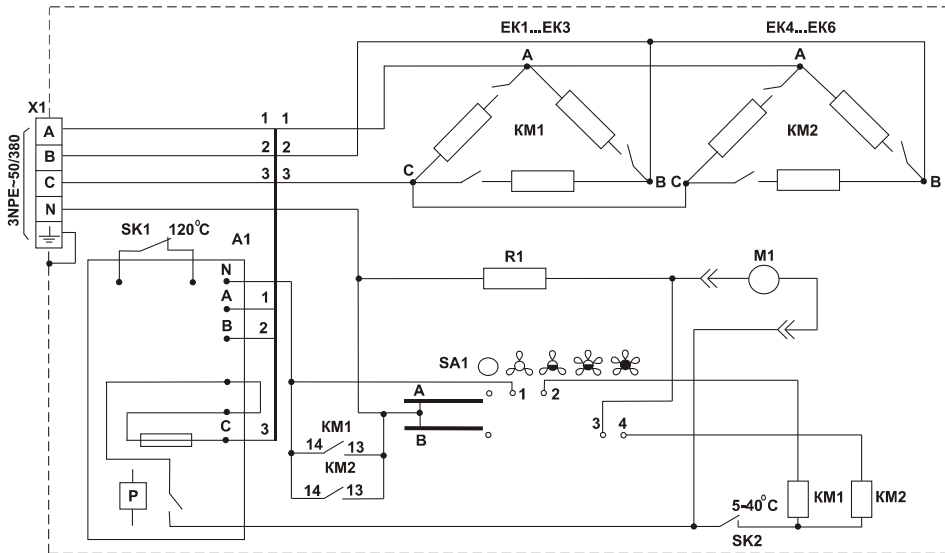 EK1...EK3
EK4...EK6
A
A
X1
A
1 1
KM1
KM2
B
2 2
C
3 3
C
B
C
B
N
3NPE~50/380
SK1
120°C
A1
N
R1
M1
A
1
B
2
SA1
A
1
2
B
3
4
C
3
KM1
14
13
KM2
14
13
P
5-40°C
KM1
KM2
SK2